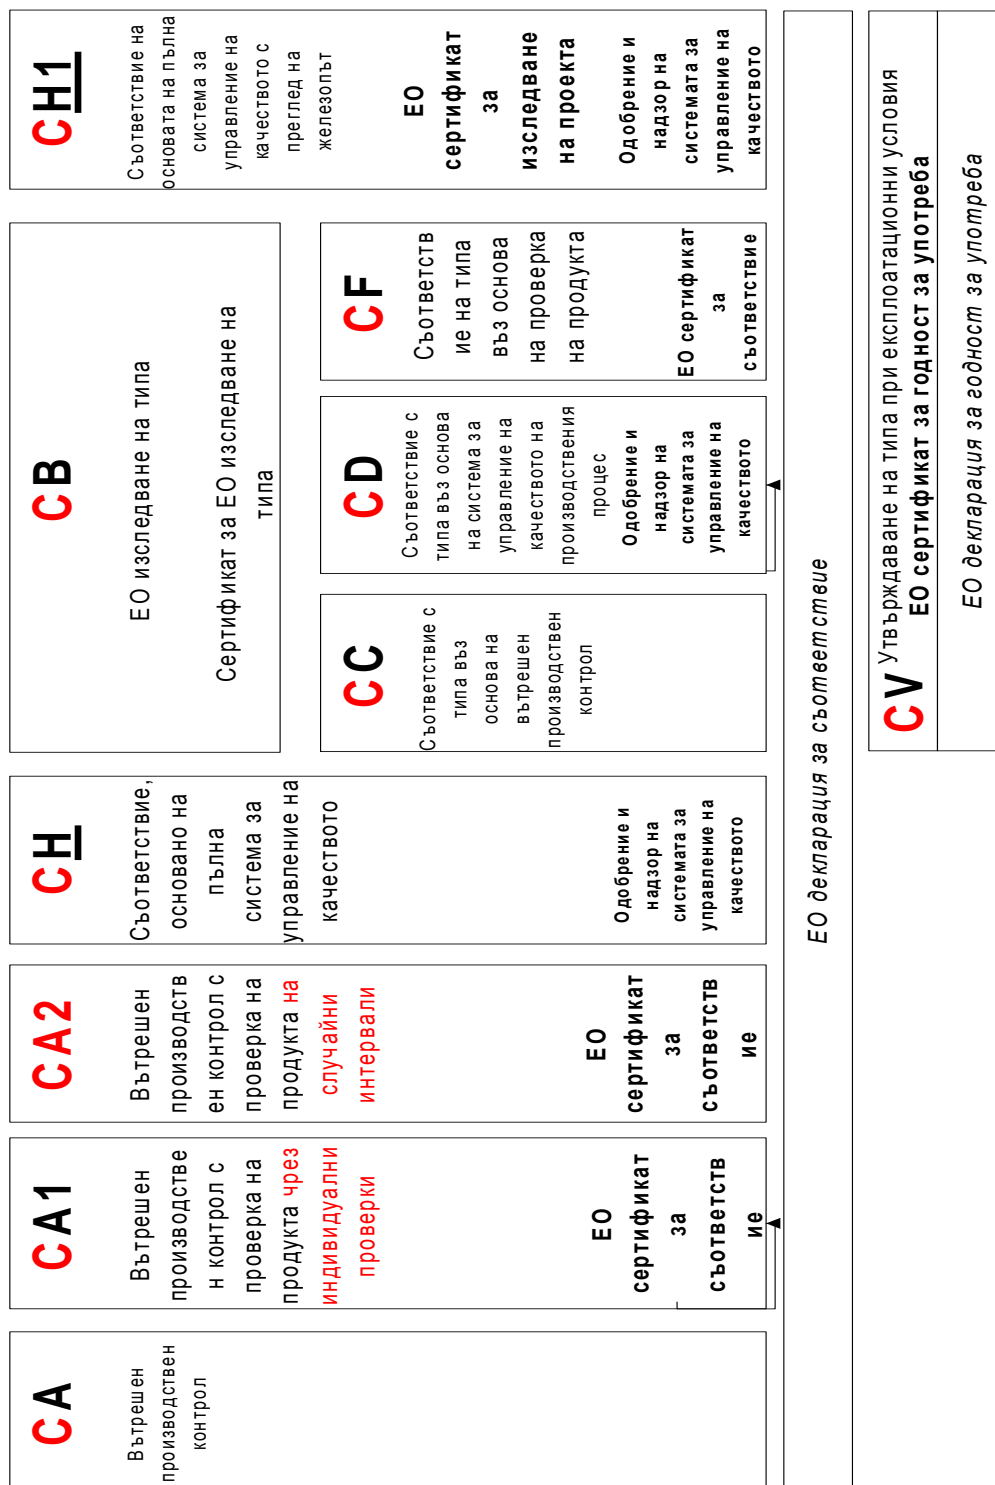 CA
Вътрешен
производствен
контрол
CA1
Вътрешен
производстве
н контрол с
проверка на
продукта чрез
индивидуални
проверки
ЕО
сертификат
за
съответств
ие
CA2
Вътрешен
производств
ен контрол с
проверка на
продукта на
случайни
интервали
ЕО
сертификат
за
съответств
ие
CH
Съответствие,
основано на
пълна
система за
управление на
качеството
Одобрение и
надзор на
системата за
управление на
качеството
CB
ЕО изследване на типа
Сертификат за ЕО изследване на
типа
CC
Съответствие с
типа въз
основа на
вътрешен
производствен
контрол
CD
Съответствие с
типа въз основа
на система за
управление на
качеството на
производствения
процес
Одобрение и
надзор на
системата за
управление на
качеството
CF
Съответств
ие на типа
въз основа
на проверка
на продукта
ЕО сертификат
за
съответствие
CH1
Съответствие на
основата на пълна
система за
управление на
качеството с
преглед на
железопът
ЕО
сертификат
за
изследване
на проекта
Одобрение и
надзор на
системата за
управление на
качеството
ЕО декларация за съответствие
CV Утвърждаване на типа при експлоатационни условия
ЕО сертификат за годност за употреба
ЕО декларация за годност за употреба